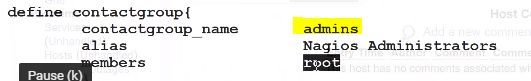 define contactgroup{
contactgroup_name admins
alias Nagios Administrators
members root
Pause (k)